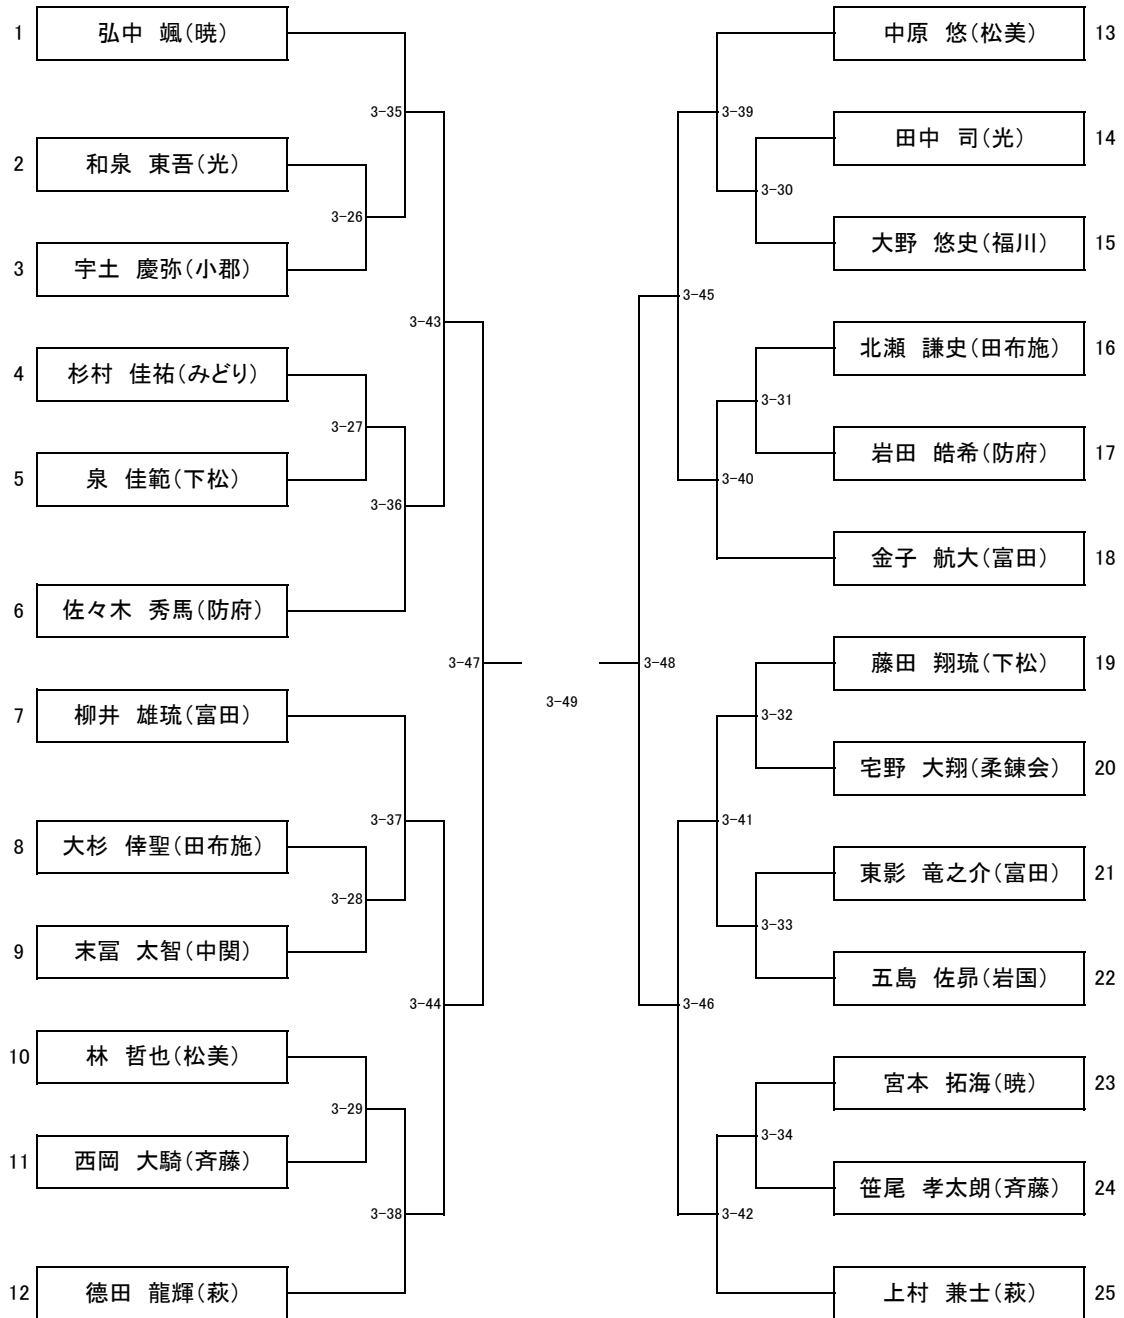 1 弘中 颯(暁)
3-35
2 和泉 東吾(光)
3-26
3 宇土 慶弥(小郡)
3-43
4 杉村 佳祐(みどり)
3-27
5 泉 佳範(下松)
3-36
6 佐々木 秀馬(防府)
3-47
7 柳井 雄琉(富田)
3-37
8 大杉 倖聖(田布施)
3-28
9 末冨 太智(中関)
3-44
10 林 哲也(松美)
3-29
11 西岡 大騎(斉藤)
3-38
12 德田 龍輝(萩)
3-49
中原 悠(松美) 13
3-39
田中 司(光) 14
3-30
大野 悠史(福川) 15
3-45
北瀬 謙史(田布施) 16
3-31
岩田 皓希(防府) 17
3-40
金子 航大(富田) 18
3-48
藤田 翔琉(下松) 19
3-32
宅野 大翔(柔錬会) 20
3-41
東影 竜之介(富田) 21
3-33
五島 佐昴(岩国) 22
3-46
宮本 拓海(暁) 23
3-34
笹尾 孝太朗(斉藤) 24
3-42
上村 兼士(萩) 25